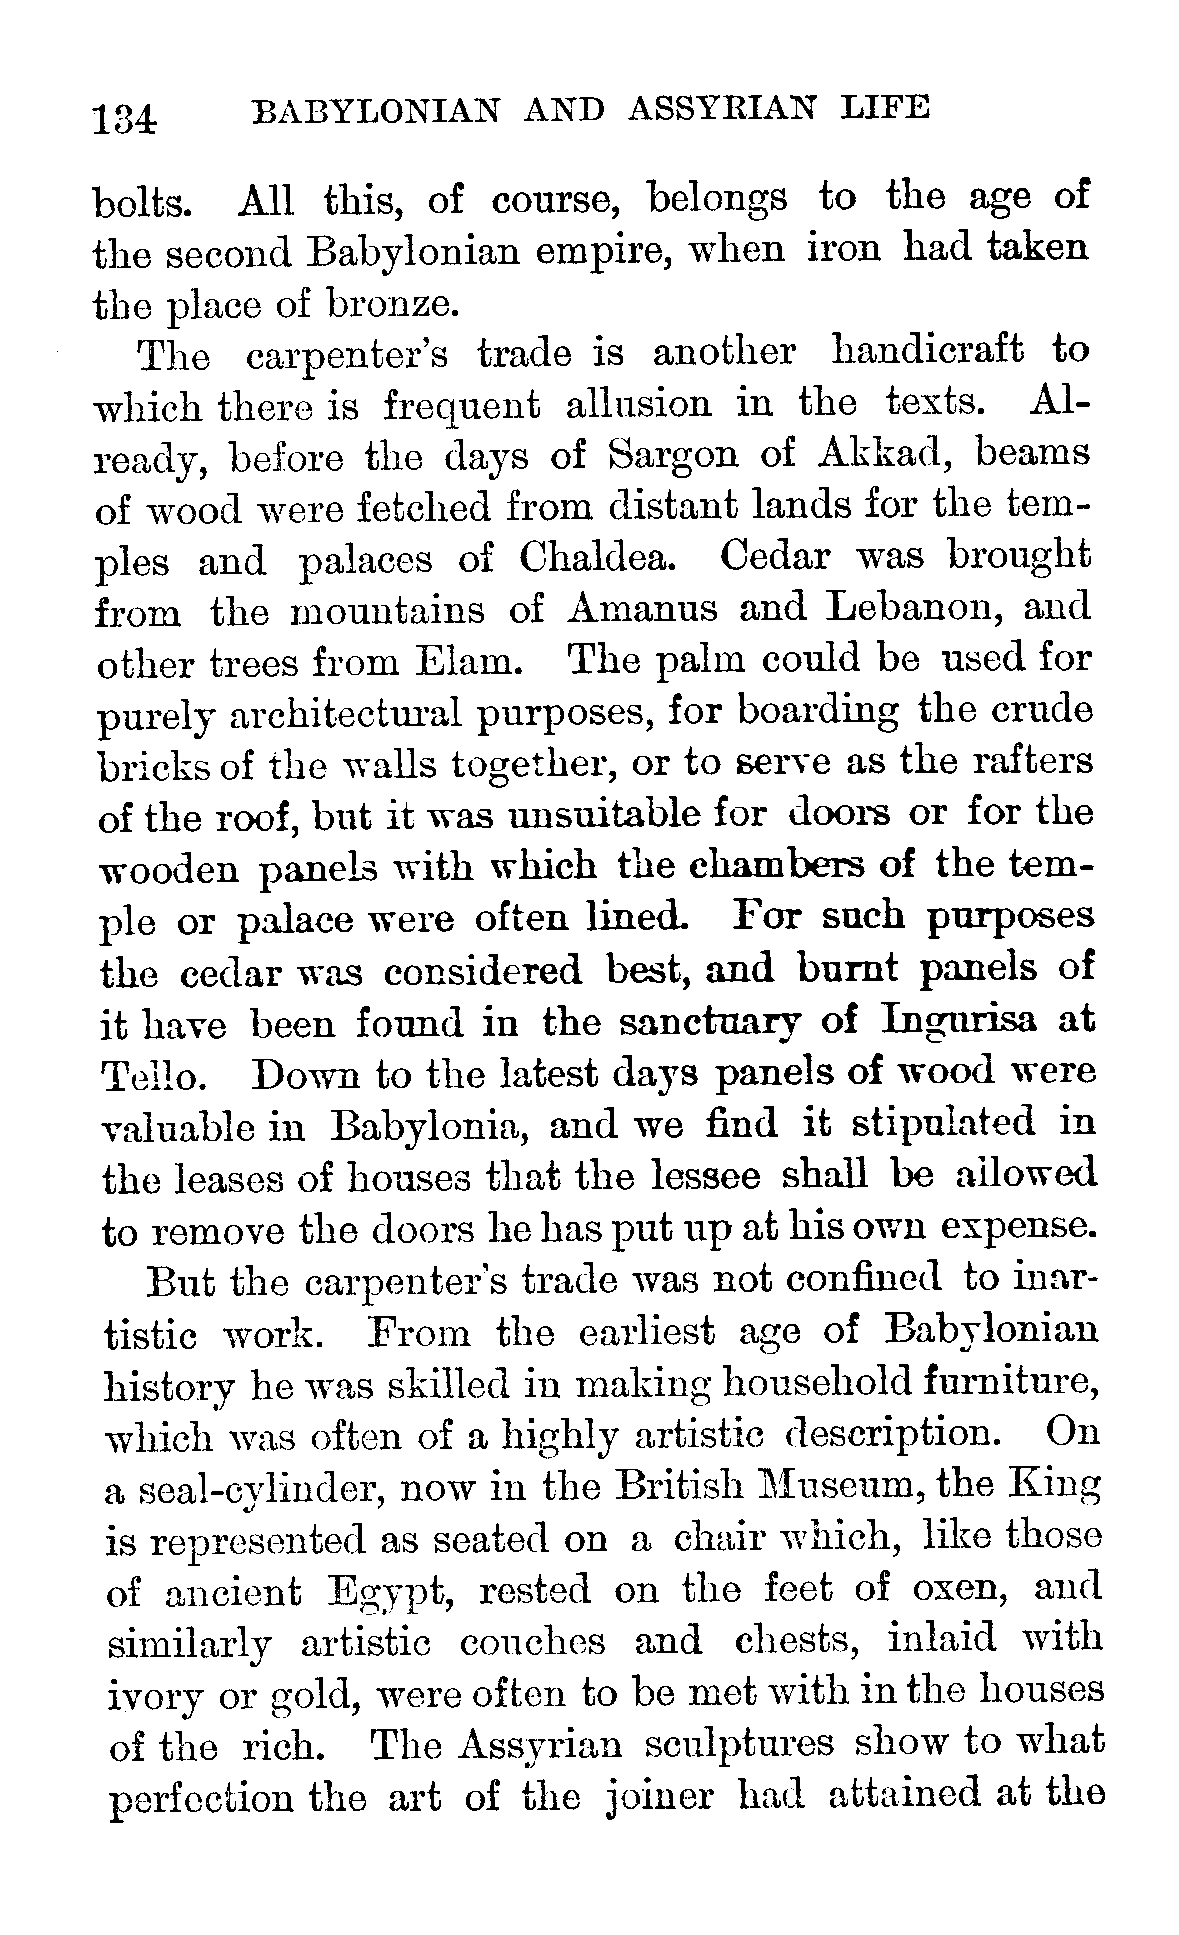 134 BABYLONIAN AND ASSYRIAN LIFE
bolts. All this, of course, belongs to the age of
the second Babylonian empire, when iron had taken
the place of bronze.
The carpenter's trade is another handicraft to
which there is frequent allusion in the texts. Al-
ready, before the days of Sargon of Akkad, beams
of wood were fetched from distant lands for the tem-
ples and palaces of Chaldea. Cedar was brought
from the mountains of Amanus and Lebanon, and
other trees from Elam. The palm could be used for
purely architectural purposes, for boarding the crude
bricks of the walls together, or to serve as the rafters
of the roof, but it was unsuitable for doors or for the
wooden panels with which the chambers of the tem-
ple or palace were often lined. For such purposes
the cedar was considered best, and burnt panels of
it have been found in the sanctuary of Ingurisa at
Tello. Down to the latest days panels of wood were
valuable in Babylonia, and we find it stipulated in
the leases of houses that the lessee shall be allowed
to remove the doors he has put up at his own expense.
But the carpenter's trade was not confined to inar-
tistic work. From the earliest age of Babylonian
history he was skilled in making household furniture,
which was often of a highly artistic description. On
a seal-cylinder, now in the British Museum, the King
is represented as seated on a chair which, like those
of ancient Egypt, rested on the feet of oxen, and
similarly artistic couches and chests, inlaid with
ivory or gold, were often to be met with in the houses
of the rich. The Assyrian sculptures show to what
perfection the art of the joiner had attained at the